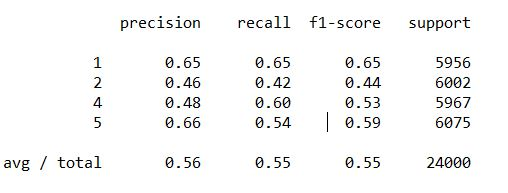 precision recall f1-score support
1 0.65 0.65 0.65 5956
2 0.46 0.42 0.44 6002
4 0.48 0.60 0.53 5967
5 0.66 0.54 0.59 6075
avg / total 0.56 0.55 0.55 24000